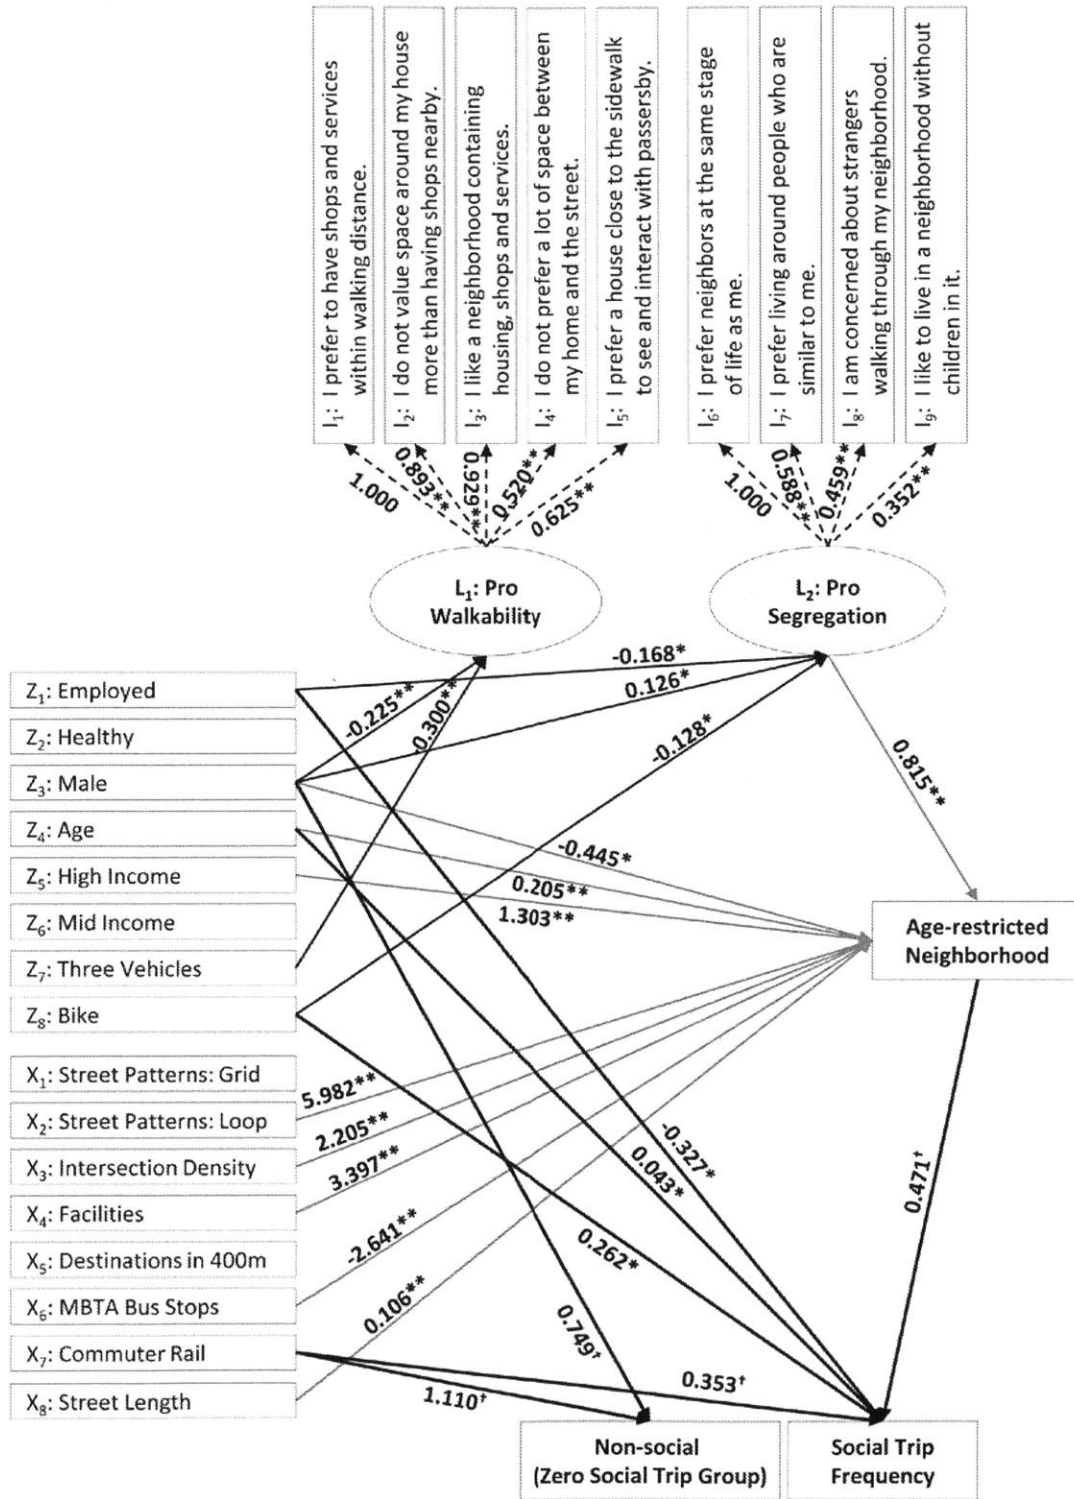 I₁: I prefer to have shops and services
within walking distance.
I₂: I do not value space around my house
more than having shops nearby.
I₃: I like a neighborhood containing
housing, shops and services.
I₄: I do not prefer a lot of space between
my home and the street.
I₅: I prefer a house close to the sidewalk
to see and interact with passersby.
I₆: I prefer neighbors at the same stage
of life as me.
I₇: I prefer living around people who are
similar to me.
I₈: I am concerned about strangers
walking through my neighborhood.
I₉: I like to live in a neighborhood without
children in it.
1.000
0.893**
0.929**
0.520**
0.625**
1.000
0.588**
0.459**
0.352**
L₁: Pro
Walkability
L₂: Pro
Segregation
Z₁: Employed
Z₂: Healthy
Z₃: Male
Z₄: Age
Z₅: High Income
Z₆: Mid Income
Z₇: Three Vehicles
Z₈: Bike
X₁: Street Patterns: Grid
X₂: Street Patterns: Loop
X₃: Intersection Density
X₄: Facilities
X₅: Destinations in 400m
X₆: MBTA Bus Stops
X₇: Commuter Rail
X₈: Street Length
-0.168*
-0.225**
0.126*
-0.300**
-0.128*
0.815**
-0.445*
0.205**
1.303**
Age-restricted
Neighborhood
5.982**
2.205**
3.397**
-2.641**
0.106**
-0.327*
0.043*
0.262*
0.471†
0.749†
0.353†
1.110†
Non-social
(Zero Social Trip Group)
Social Trip
Frequency